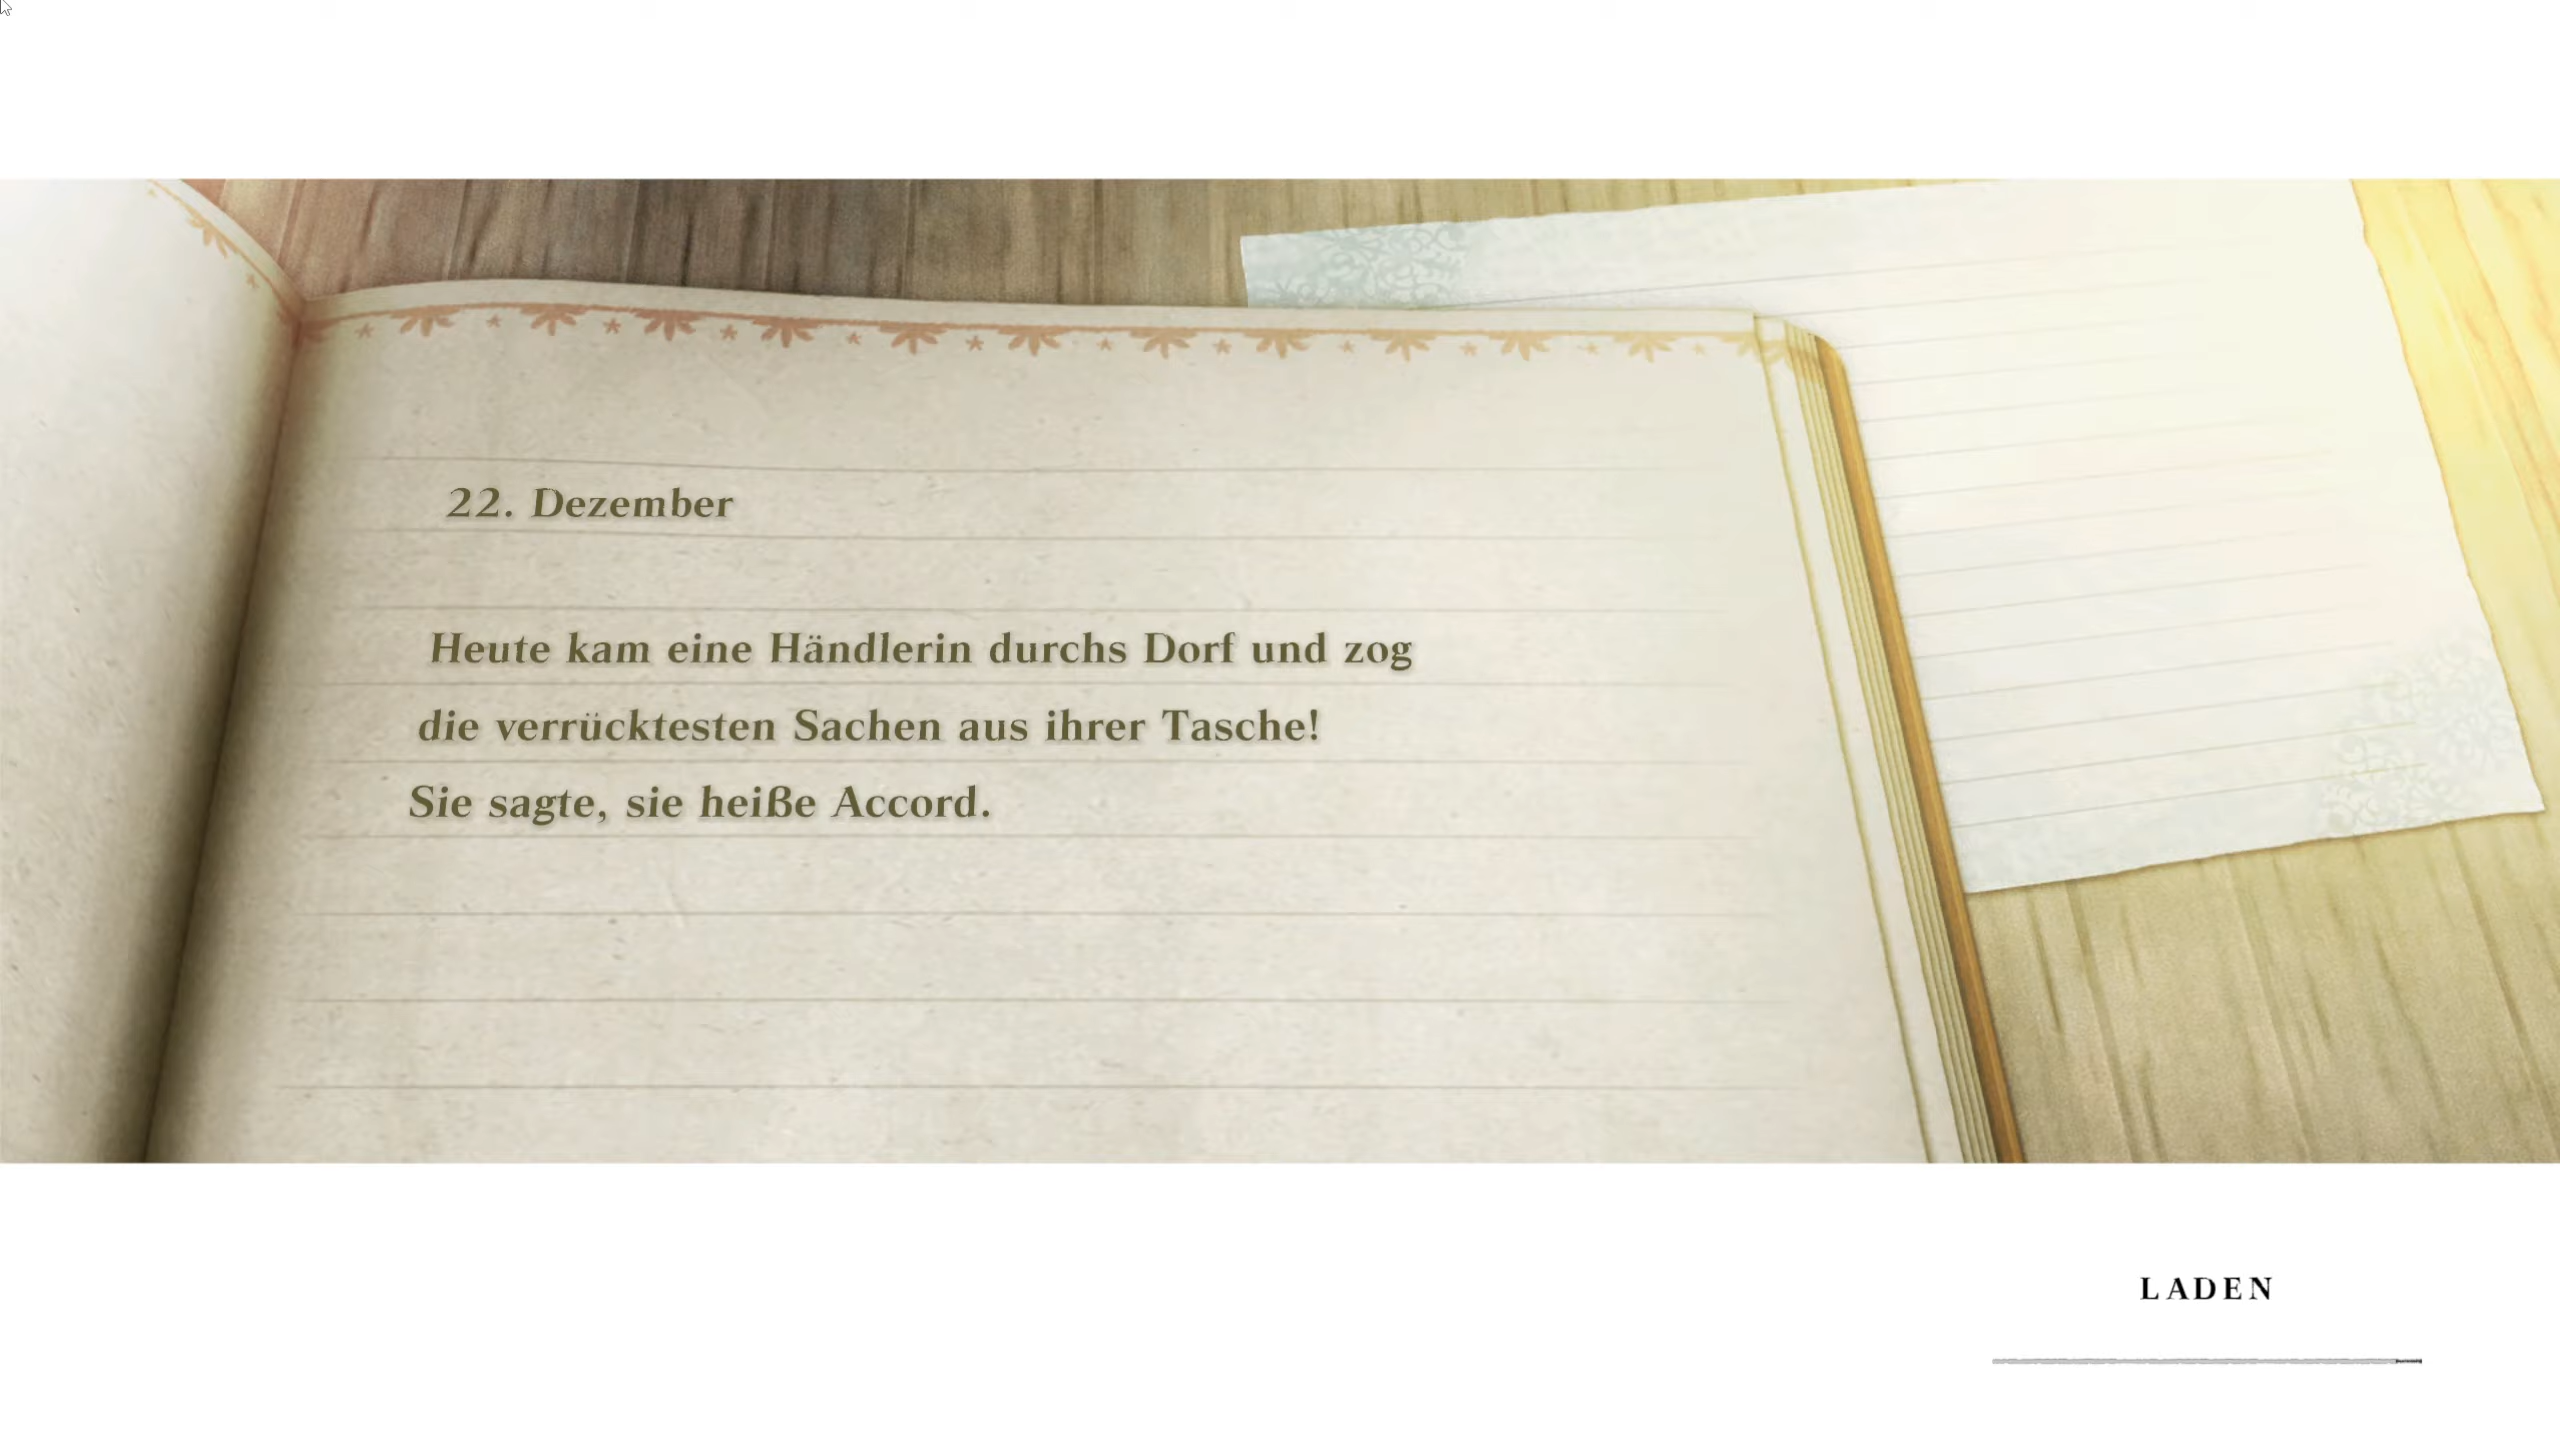 22. Dezember
Heute kam eine Händlerin durchs Dorf und zog
die verrücktesten Sachen aus ihrer Tasche!
Sie sagte, sie heiße Accord.
LADEN